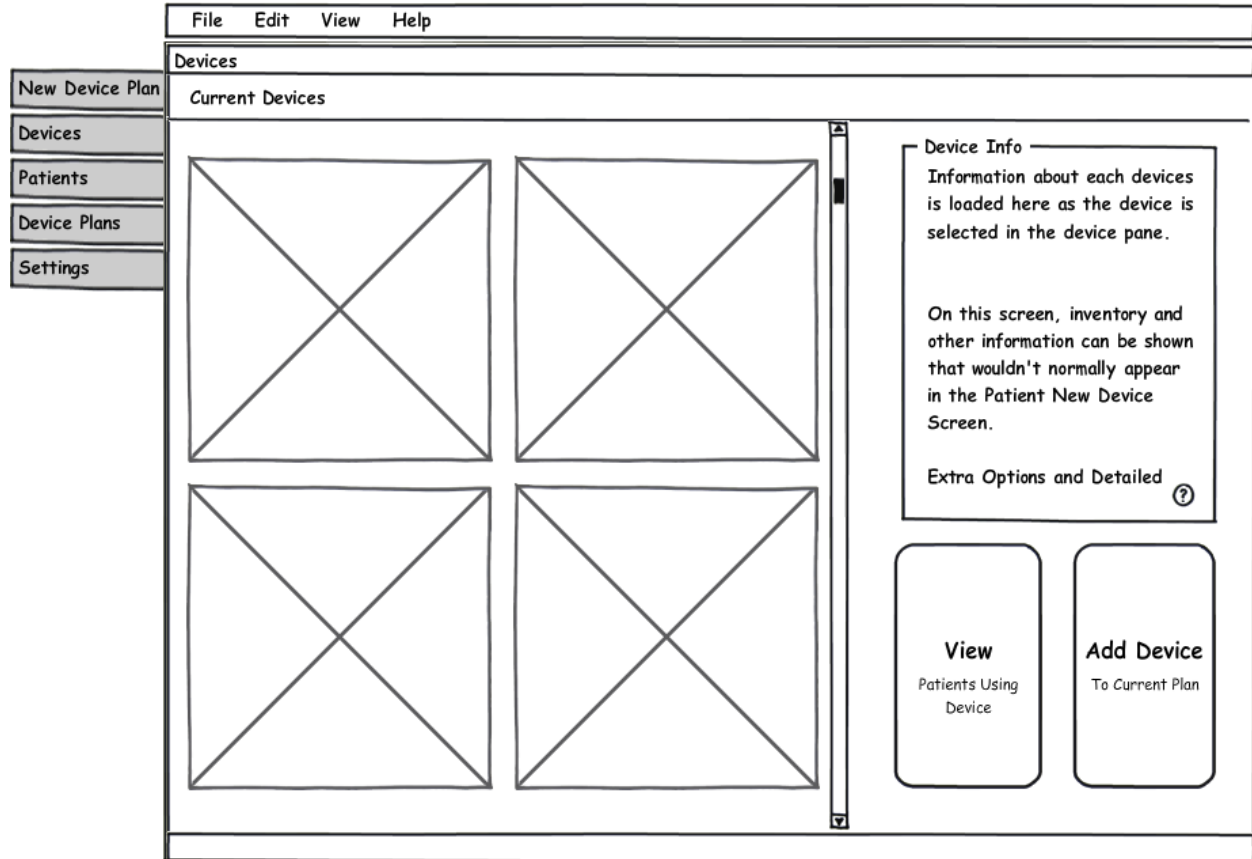 File Edit View Help
Devices
Current Devices
New Device Plan
Devices
Patients
Device Plans
Settings
Device Info
Information about each devices
is loaded here as the device is
selected in the device pane.
On this screen, inventory and
other information can be shown
that wouldn't normally appear
in the Patient New Device
Screen.
Extra Options and Detailed
?
View
Patients Using
Device
Add Device
To Current Plan